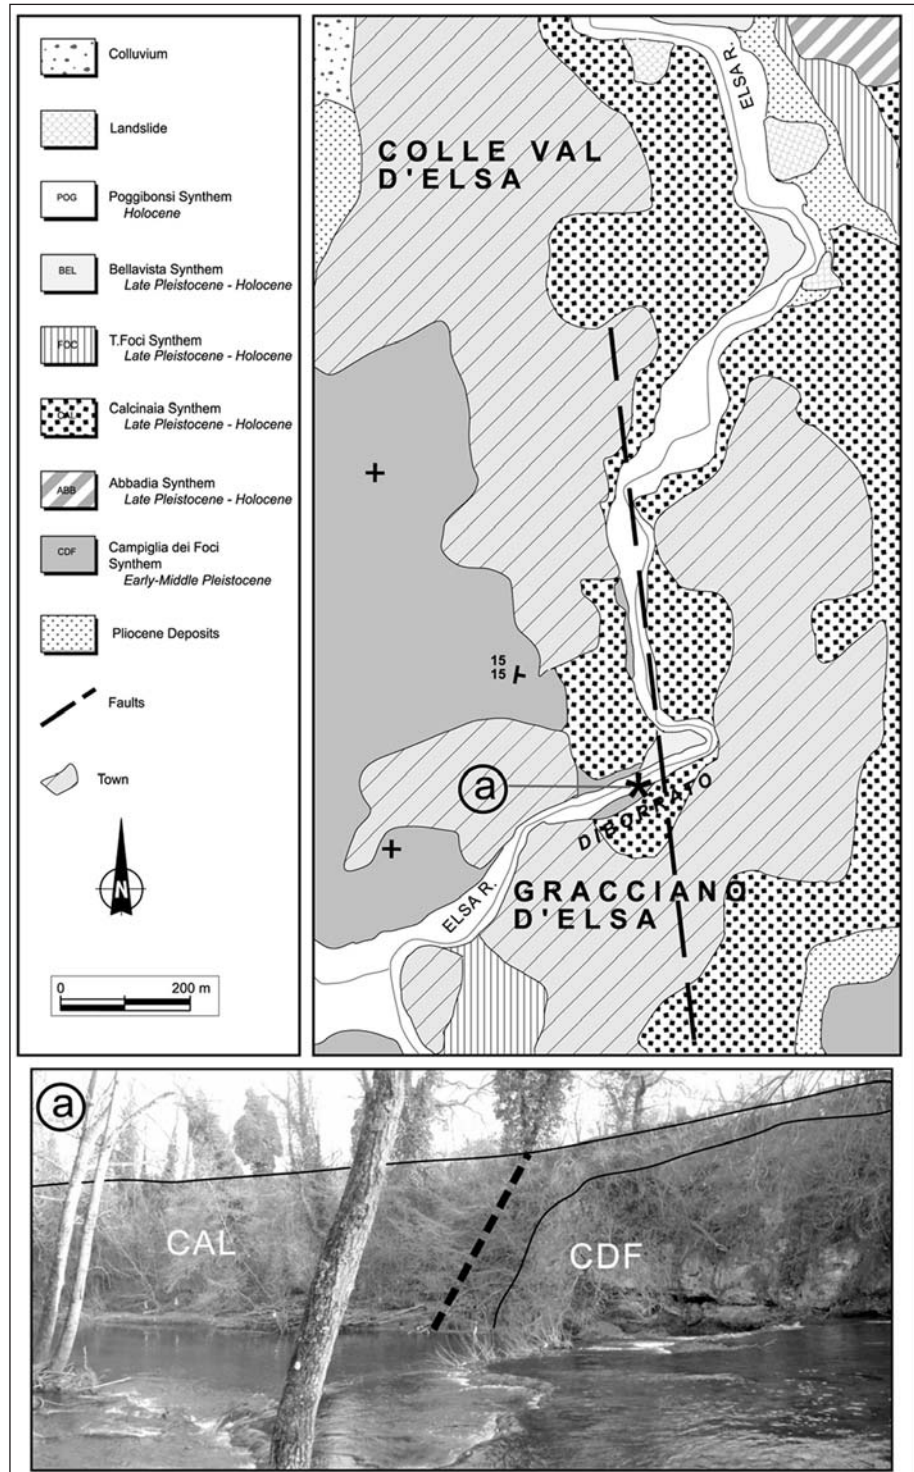 Colluvium
Landslide
POG
Poggibonsi Synthem
Holocene
BEL
Bellavista Synthem
Late Pleistocene - Holocene
FOC
T.Foci Synthem
Late Pleistocene - Holocene
CAL
Calcinaia Synthem
Late Pleistocene - Holocene
ABB
Abbadia Synthem
Late Pleistocene - Holocene
CDF
Campiglia dei Foci
Synthem
Early-Middle Pleistocene
Pliocene Deposits
Faults
Town
N
0 200 m
ELSA R.
COLLE VAL
D'ELSA
15
15
a
DIBORRATO
GRACCIANO
D'ELSA
ELSA R.
a
CAL
CDF